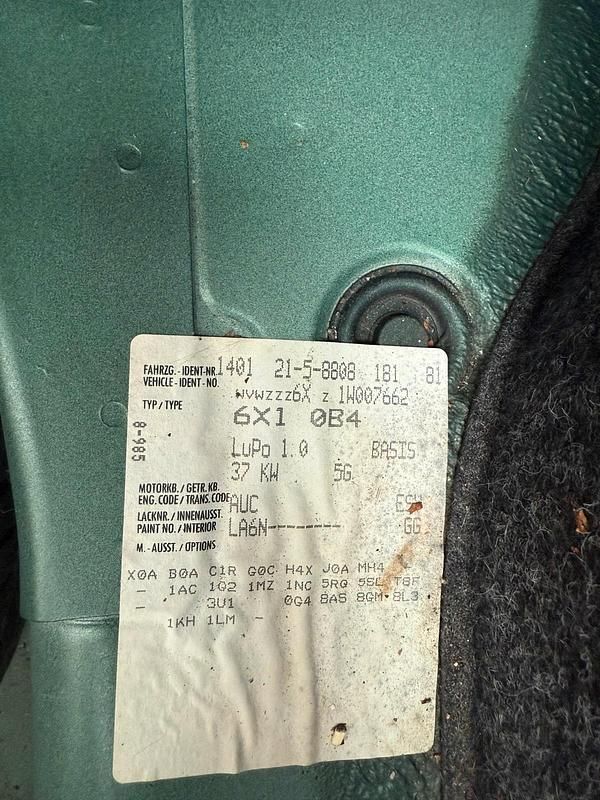 FAHRZG.-IDENT-NR. 1401 21-5-8808 181 81
VEHICLE-IDENT-NO. WVWZZZ6X Z 1W007662
TYP/TYPE 6X1 0B4
8-985
LuPo 1.0 BASIS
37 KW 5G
MOTORKB./GETR.KB.
ENG.CODE/TRANS.CODE AUC
LACKNR./INNENAUSST.
PAINT NO./INTERIOR LA6N------- GG
M.-AUSST./OPTIONS
X0A B0A C1R G0C H4X J0A MH4 +
- 1AC 1G2 1MZ 1NC 5RQ 5SL T8F
- 3U1 0G4 8AS 8GM 8L3
1KH 1LM -